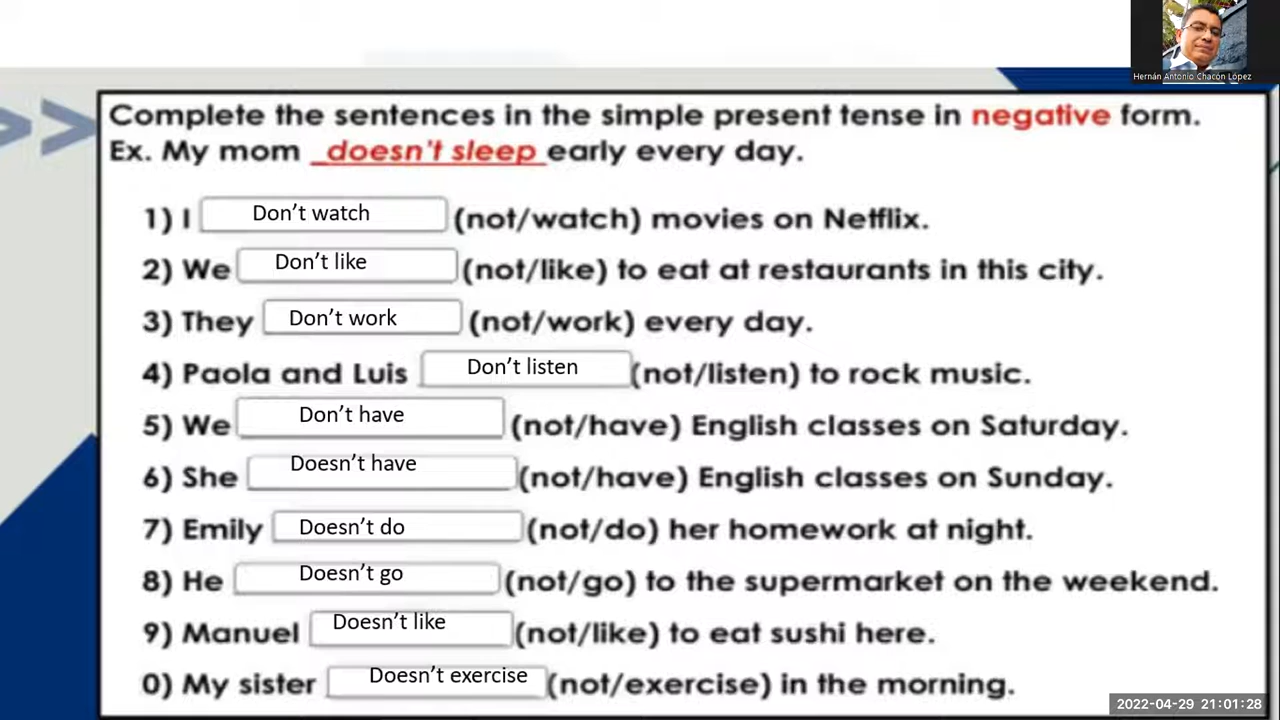 Hernán Antonio Chacón López
Complete the sentences in the simple present tense in negative form.
Ex. My mom _doesn't sleep_early every day.
1) I Don't watch (not/watch) movies on Netflix.
2) We Don't like (not/like) to eat at restaurants in this city.
3) They Don't work (not/work) every day.
4) Paola and Luis Don't listen (not/listen) to rock music.
5) We Don't have (not/have) English classes on Saturday.
6) She Doesn't have (not/have) English classes on Sunday.
7) Emily Doesn't do (not/do) her homework at night.
8) He Doesn't go (not/go) to the supermarket on the weekend.
9) Manuel Doesn't like (not/like) to eat sushi here.
0) My sister Doesn't exercise (not/exercise) in the morning.
2022-04-29 21:01:28